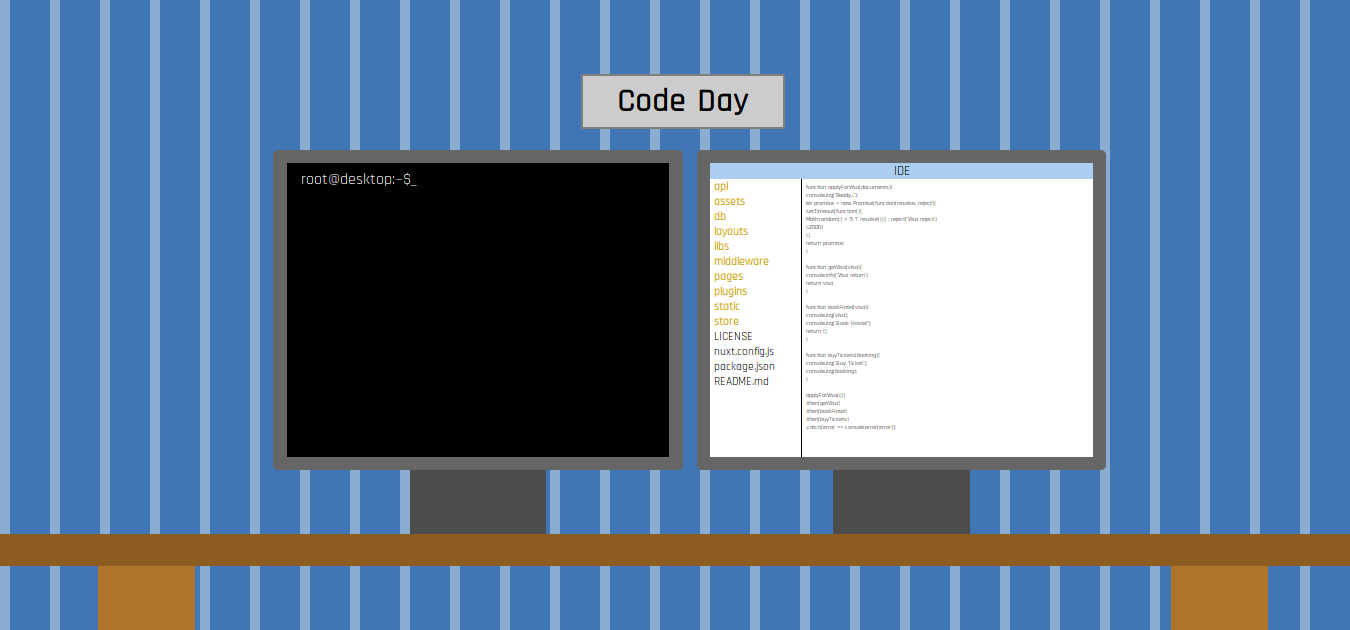 Code Day
root@desktop:~$_
IDE
api
assets
db
layouts
libs
middleware
pages
plugins
static
store
LICENSE
nuxt.config.js
package.json
README.md
function applyForVisa(documents){
console.log('Ready...');
let promise = new Promise(function(resolve, reject){
setTimeout(function(){
Math.random() > .5 ? resolve({}) : reject('Visa reject')
},2000)
})
return promise;
}
function getVisa(visa){
console.info('Visa return')
return visa
}
function bookHotel(visa){
console.log(visa);
console.log('Book Hostel');
return {}
}
function buyTickets(booking){
console.log('Buy Ticket');
console.log(booking);
}
applyForVisa({})
.then(getVisa)
.then(bookHotel)
.then(buyTickets)
.catch(error => console.error(error));